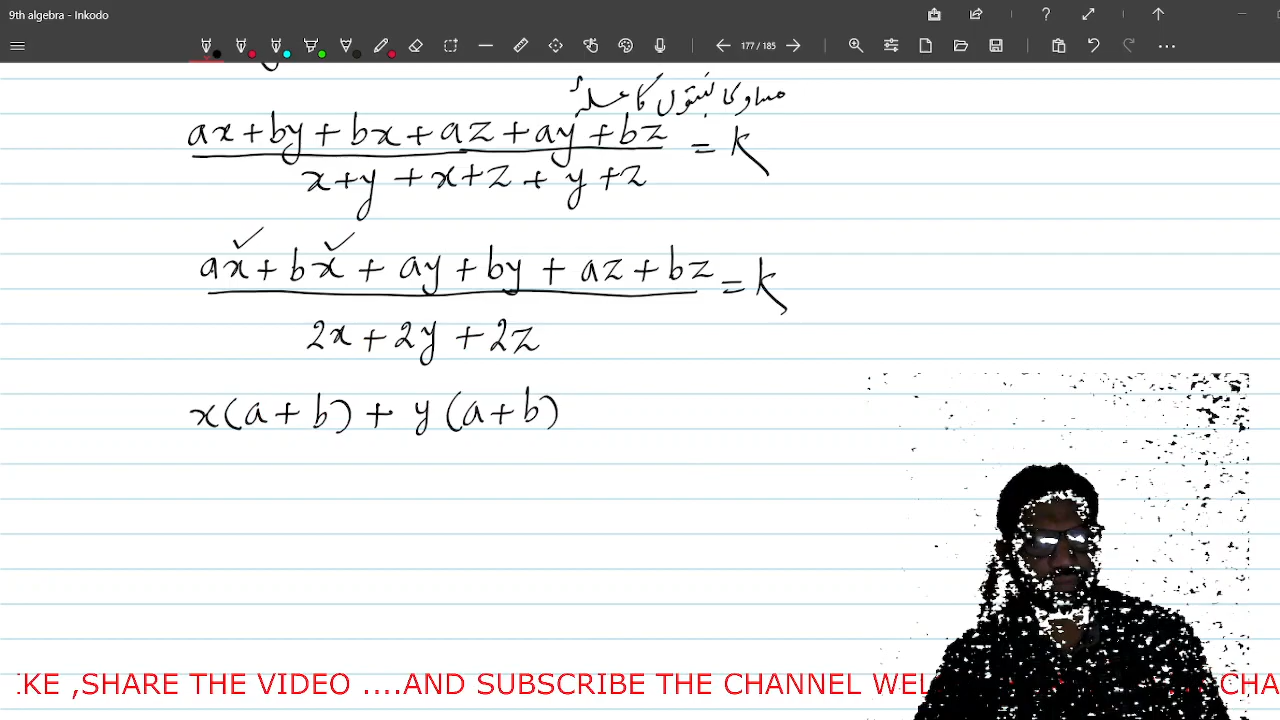 9th algebra - Inkodo
177 / 185
مساوی نسبتوں کا عمل
ax + by + bx + az + ay + bz
= k
x + y + x + z + y + z
ax + bx + ay + by + az + bz
= k
2x + 2y + 2z
x(a + b) + y(a + b)
KE ,SHARE THE VIDEO ....AND SUBSCRIBE THE CHANNEL WEL CHA